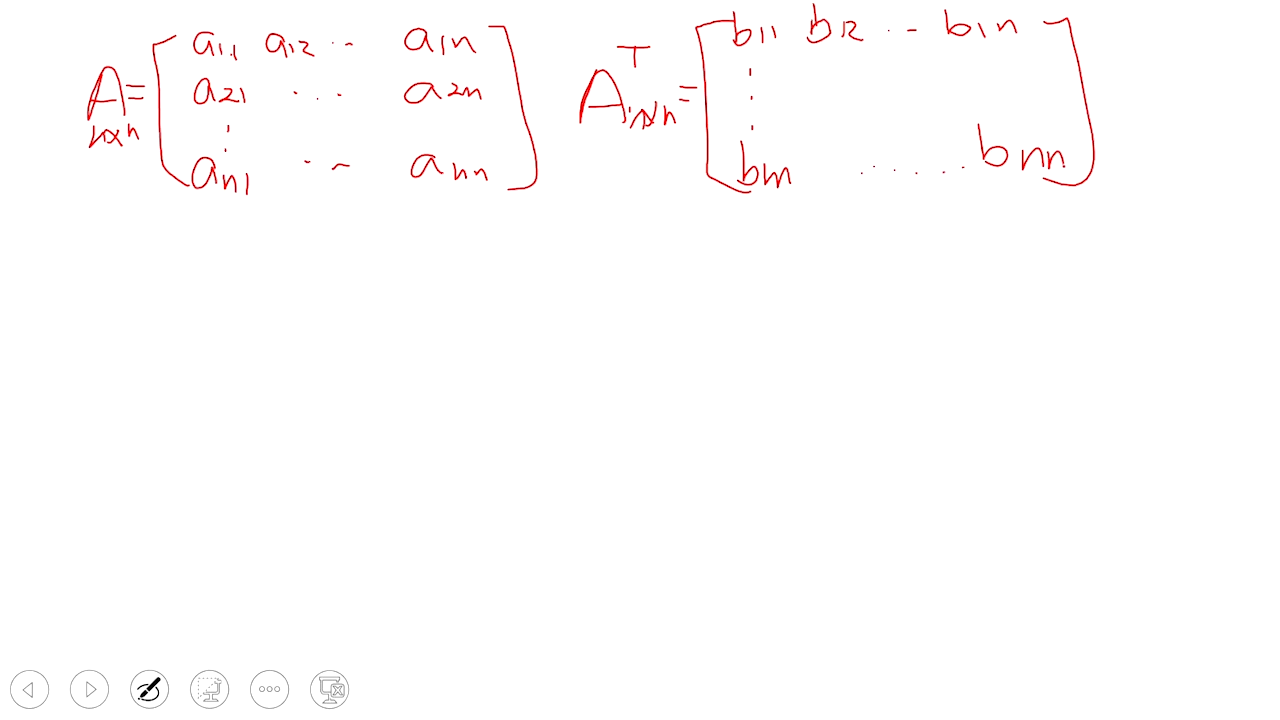 A n×n = [ a11 a12 ... a1n   A^T n×n = [ b11 b12 ... b1n ]
a21 ... a2n ]
an1 ... ann   bn1 ...... bnn